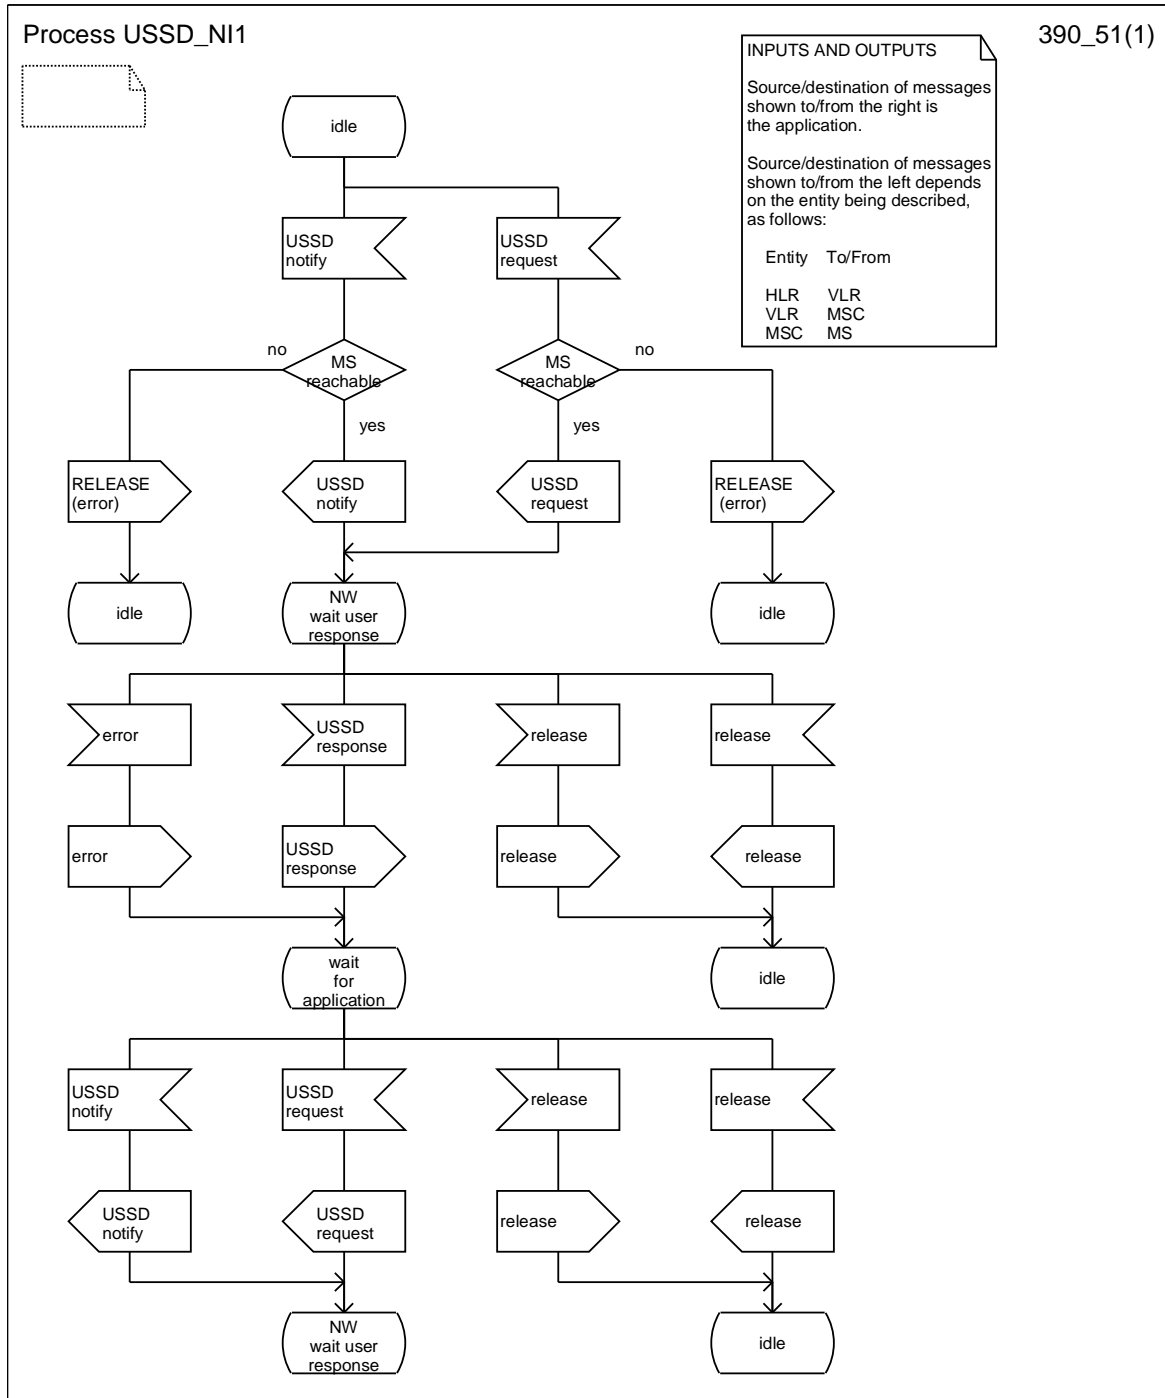 Process USSD_NI1
390_51(1)
INPUTS AND OUTPUTS
Source/destination of messages
shown to/from the right is
the application.
Source/destination of messages
shown to/from the left depends
on the entity being described,
as follows:
Entity To/From
HLR VLR
VLR MSC
MSC MS
idle
USSD
notify
USSD
request
no
MS
reachable
yes
MS
reachable
no
yes
RELEASE
(error)
USSD
notify
USSD
request
RELEASE
(error)
idle
NW
wait user
response
idle
error
USSD
response
release
release
error
USSD
response
release
release
wait
for
application
idle
USSD
notify
USSD
request
release
release
USSD
notify
USSD
request
release
release
NW
wait user
response
idle